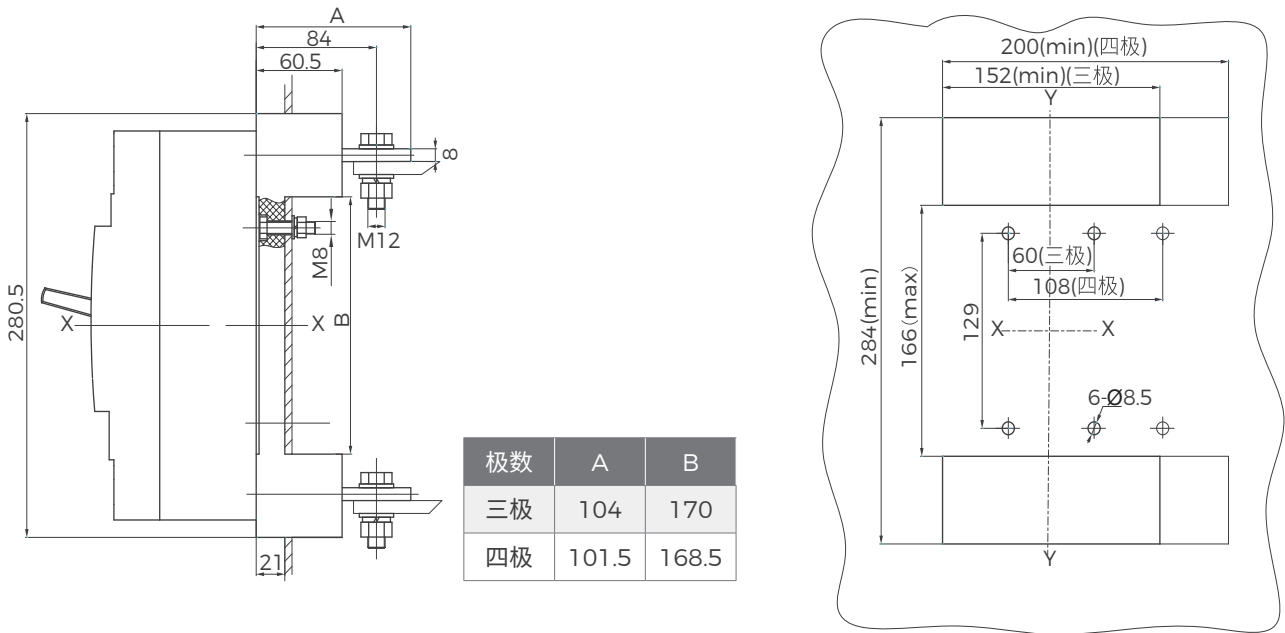 A
84
60.5
8
M12
M8
280.5
X
X
B
21
极数 A B
三极 104 170
四极 101.5 168.5
200(min)(四极)
152(min)(三极)
Y
60(三极)
108(四极)
284(min)
166(max)
129
X
X
6-Ø8.5
Y